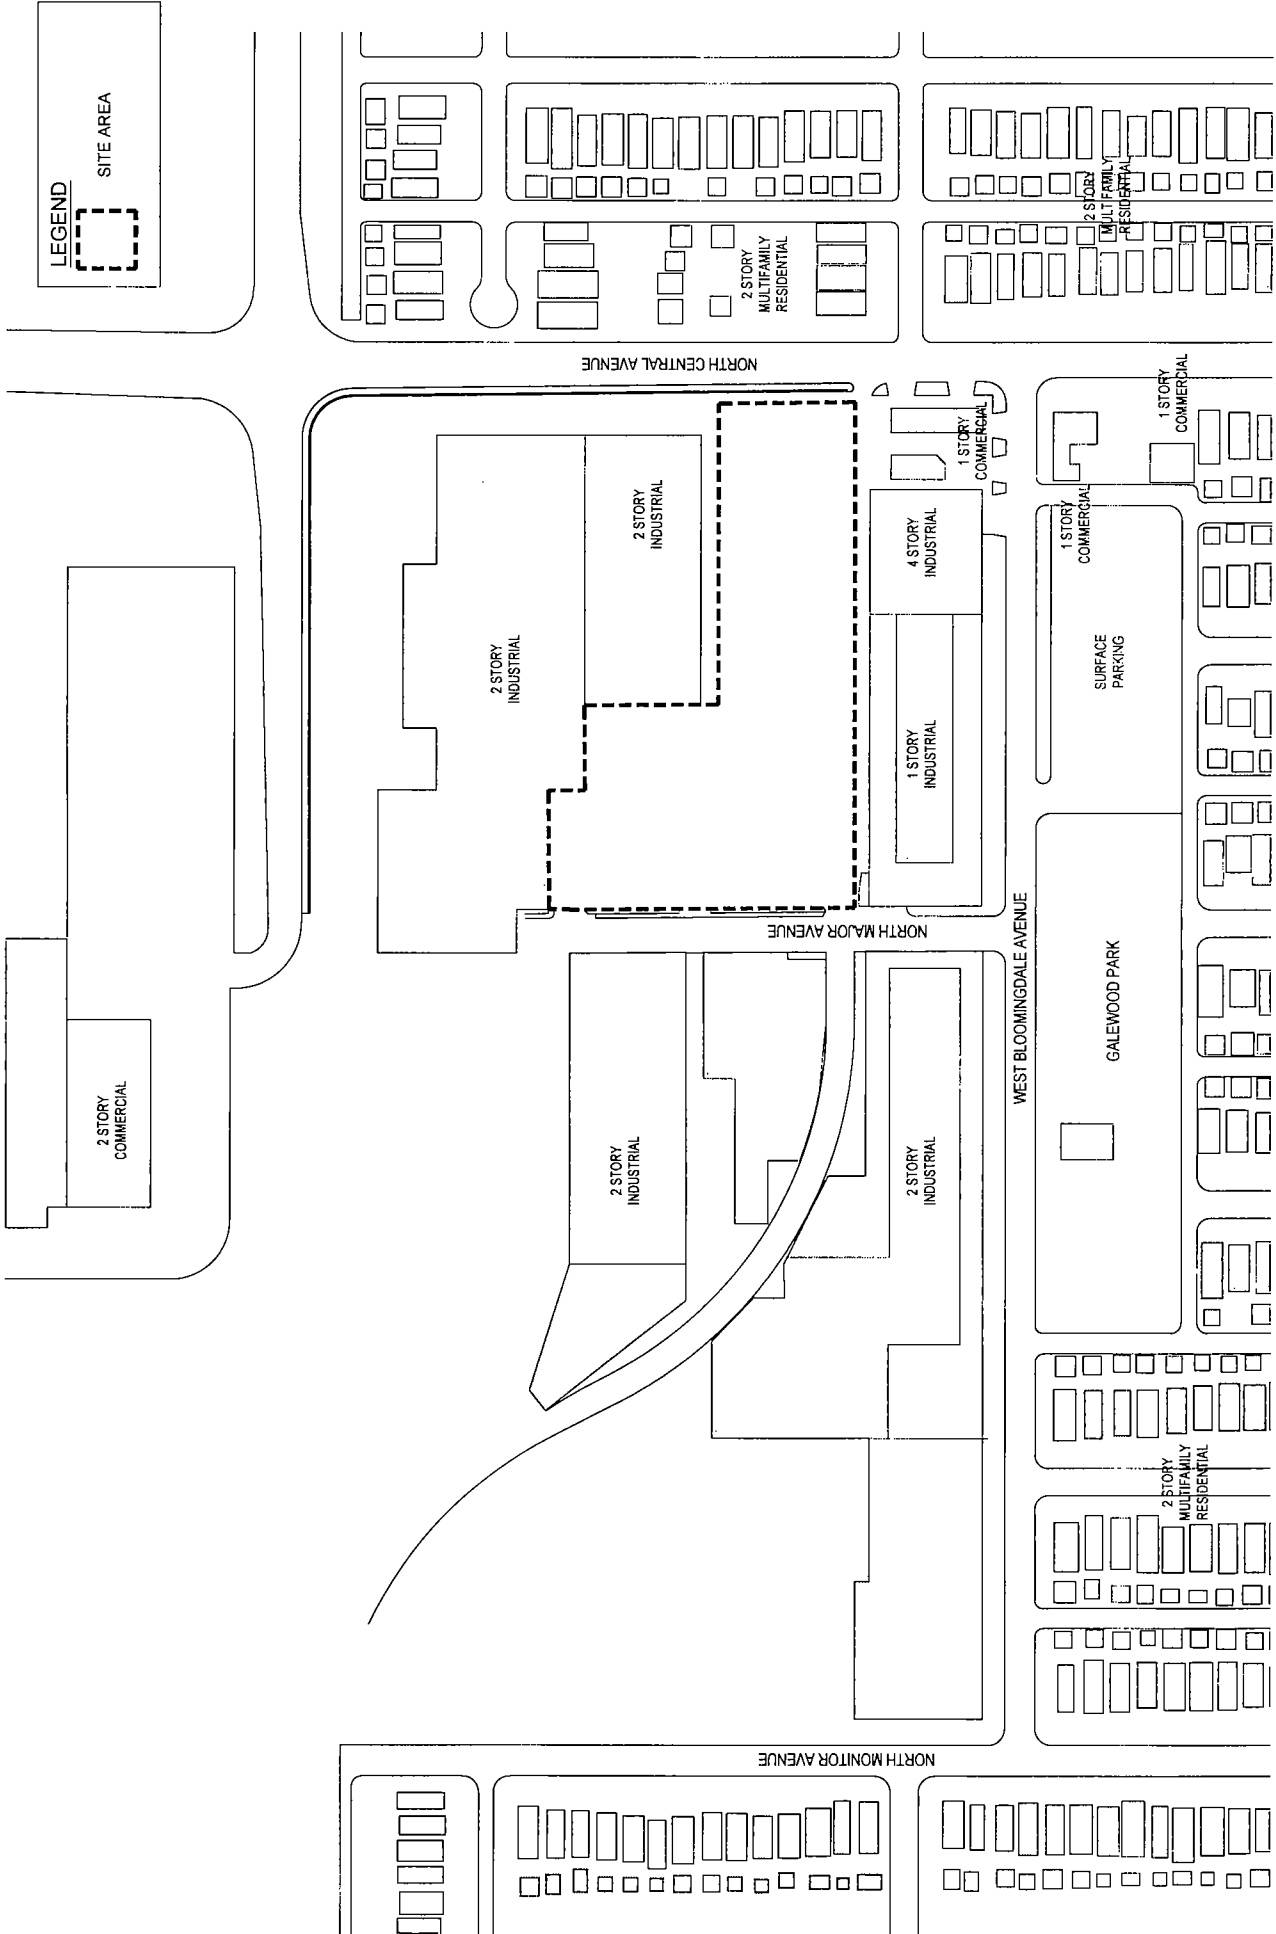 LEGEND
SITE AREA
2 STORY
MULTIFAMILY
RESIDENTIAL
2 STORY
MULTIFAMILY
RESIDENTIAL
NORTH CENTRAL AVENUE
1 STORY
COMMERCIAL
1 STORY
COMMERCIAL
1 STORY
COMMERCIAL
2 STORY
INDUSTRIAL
4 STORY
INDUSTRIAL
2 STORY
INDUSTRIAL
1 STORY
INDUSTRIAL
SURFACE
PARKING
NORTH MAJOR AVENUE
WEST BLOOMINGDALE AVENUE
GALEWOOD PARK
2 STORY
COMMERCIAL
2 STORY
INDUSTRIAL
2 STORY
INDUSTRIAL
2 STORY
MULTIFAMILY
RESIDENTIAL
NORTH MONITOR AVENUE